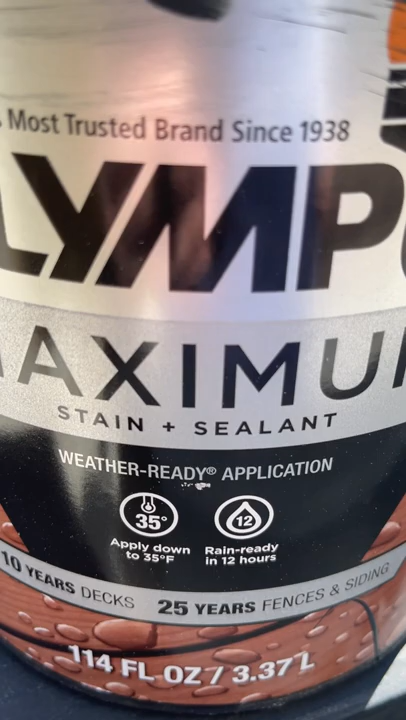 Most Trusted Brand Since 1938
LYMP
MAXIMU
STAIN + SEALANT
WEATHER-READY® APPLICATION
35°
12
Apply down
to 35°F
Rain-ready
in 12 hours
10 YEARS DECKS 25 YEARS FENCES & SIDING
114 FL OZ / 3.37 L